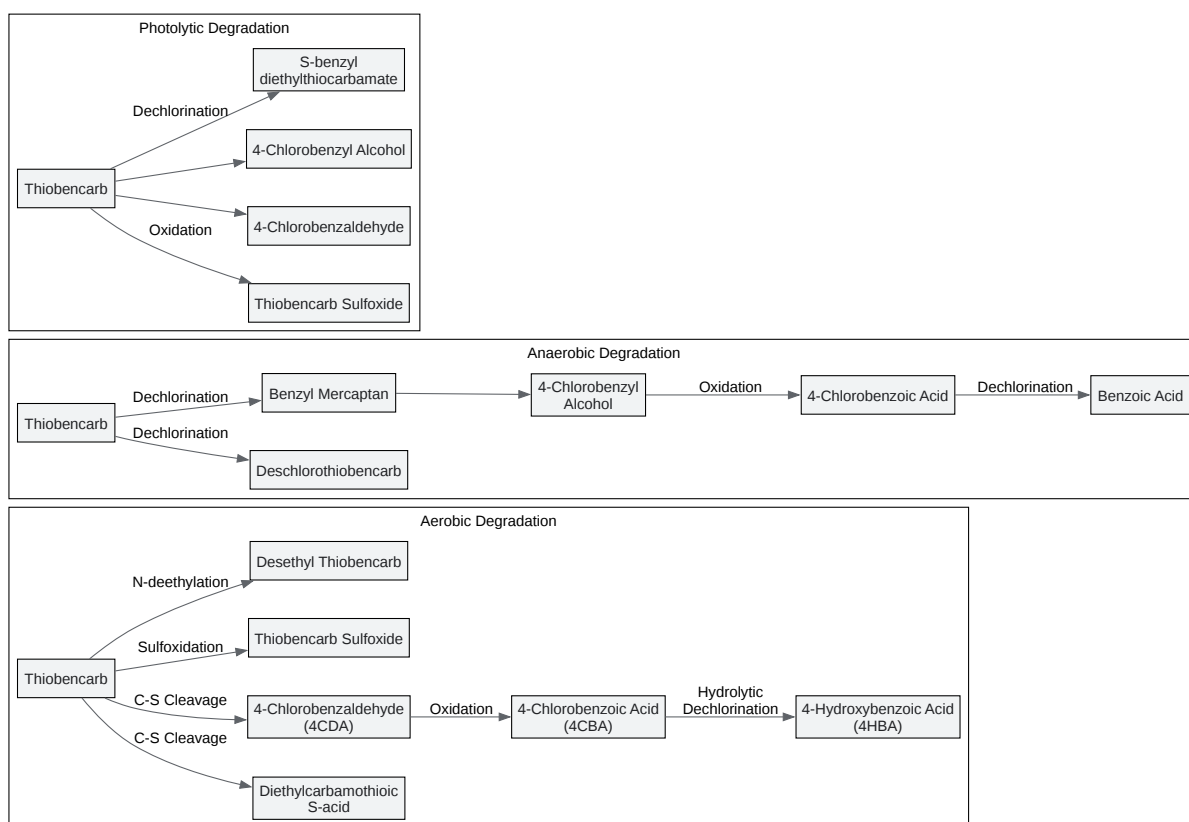 Photolytic Degradation
S-benzyl
diethylthiocarbamate
Dechlorination
4-Chlorobenzyl Alcohol
Thiobencarb
4-Chlorobenzaldehyde
Oxidation
Thiobencarb Sulfoxide
Anaerobic Degradation
Dechlorination
Benzyl Mercaptan
4-Chlorobenzyl
Alcohol
Oxidation
4-Chlorobenzoic Acid
Dechlorination
Benzoic Acid
Thiobencarb
Dechlorination
Deschlorothiobencarb
Aerobic Degradation
Desethyl Thiobencarb
N-deethylation
Thiobencarb Sulfoxide
Sulfoxidation
Thiobencarb
C-S Cleavage
4-Chlorobenzaldehyde
(4CDA)
Oxidation
4-Chlorobenzoic Acid
(4CBA)
Hydrolytic
Dechlorination
4-Hydroxybenzoic Acid
(4HBA)
C-S Cleavage
Diethylcarbamothioic
S-acid